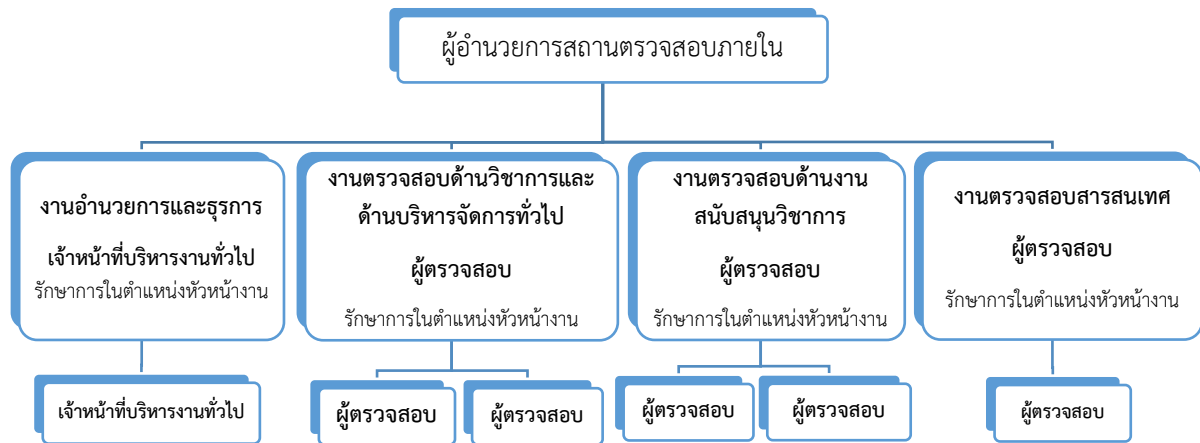 ผู้อำนวยการสถานตรวจสอบภายใน
งานอำนวยการและธุรการ
เจ้าหน้าที่บริหารงานทั่วไป
รักษาการในตำแหน่งหัวหน้างาน
งานตรวจสอบด้านวิชาการและ
ด้านบริหารจัดการทั่วไป
ผู้ตรวจสอบ
รักษาการในตำแหน่งหัวหน้างาน
งานตรวจสอบด้านงาน
สนับสนุนวิชาการ
ผู้ตรวจสอบ
รักษาการในตำแหน่งหัวหน้างาน
งานตรวจสอบสารสนเทศ
ผู้ตรวจสอบ
รักษาการในตำแหน่งหัวหน้างาน
เจ้าหน้าที่บริหารงานทั่วไป
ผู้ตรวจสอบ
ผู้ตรวจสอบ
ผู้ตรวจสอบ
ผู้ตรวจสอบ
ผู้ตรวจสอบ